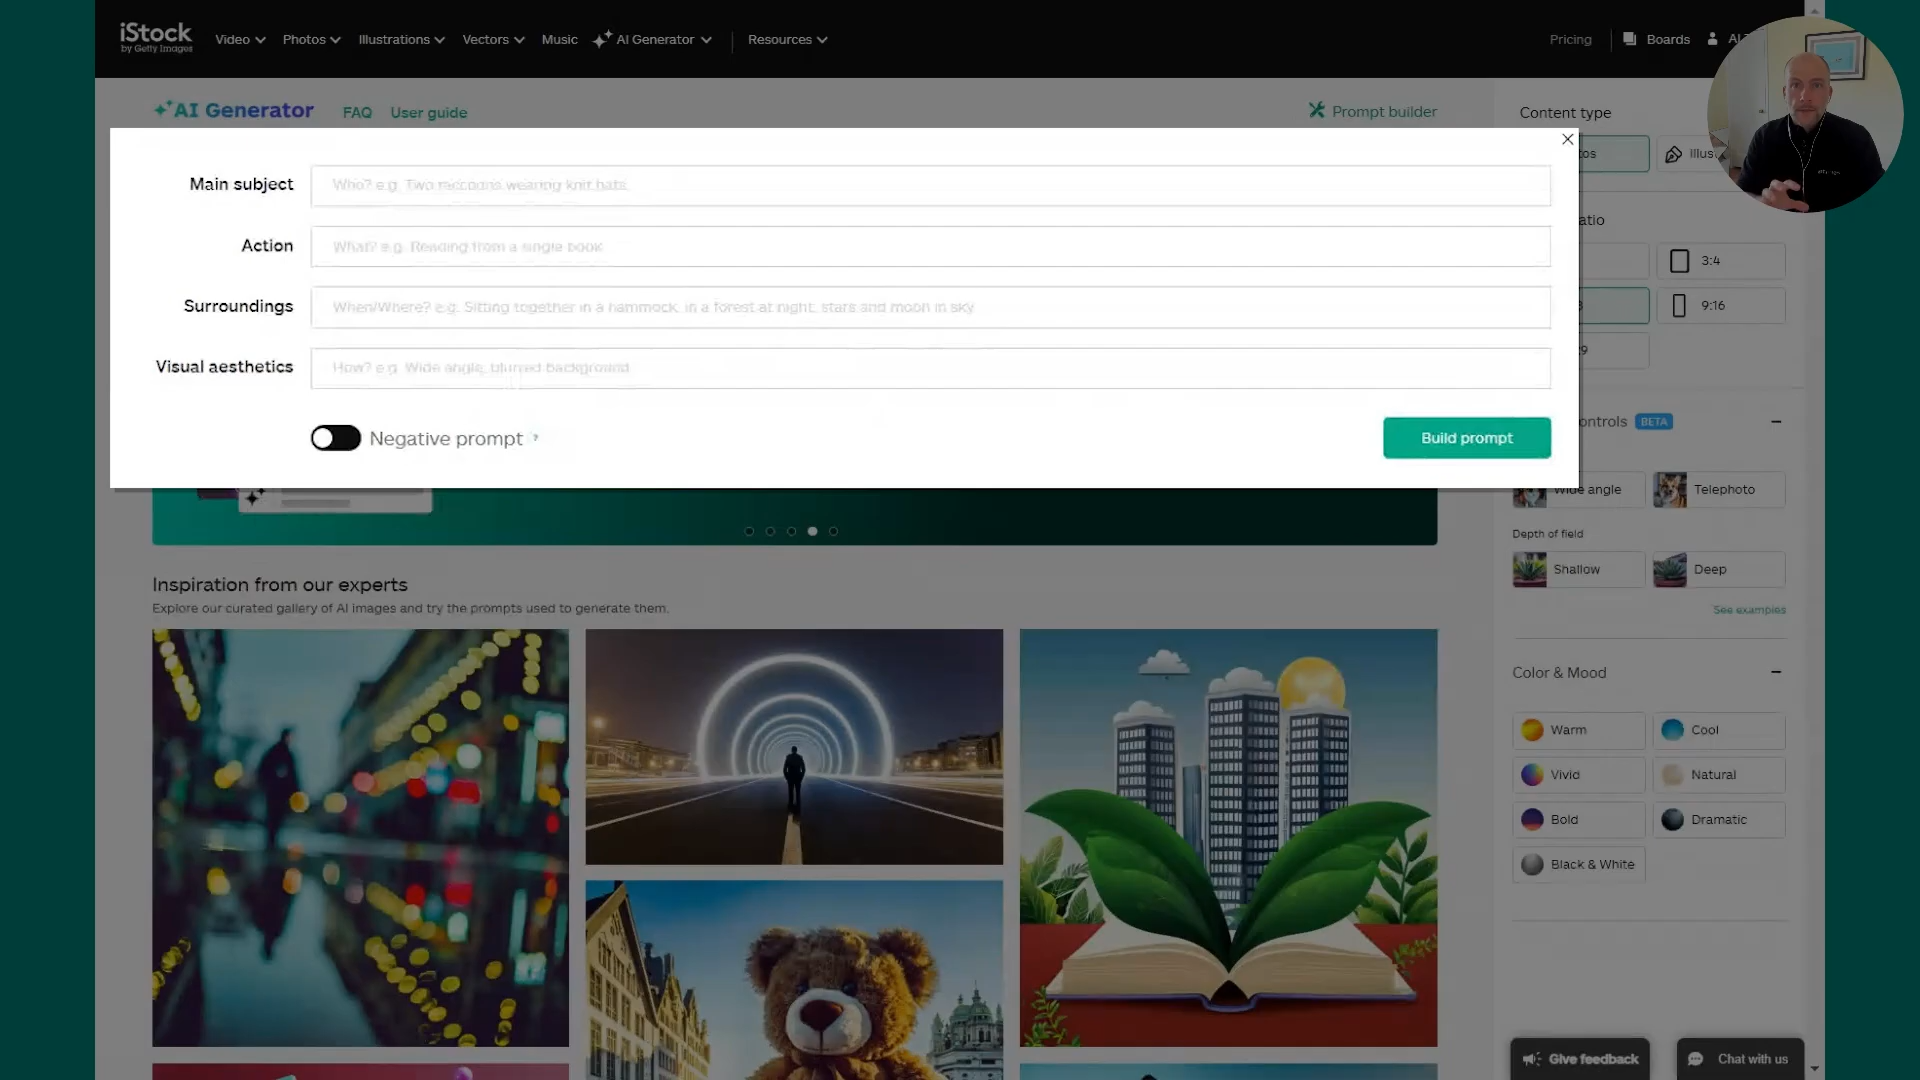 iStock
by Getty Images
Video
Photos
Illustrations
Vectors
Music
AI Generator
Resources
Pricing
Boards
AI Generator
FAQ
User guide
Prompt builder
Content type
Main subject
Who? e.g. Two raccoons wearing knit hats.
Action
What? e.g. Reading from a single book
Surroundings
When/Where? e.g. Sitting together in a hammock, in a forest at night, stars and moon in sky
Visual aesthetics
How? e.g. Wide angle, blurred background
Negative prompt ?
Build prompt
3:4
9:16
BETA
Wide angle
Telephoto
Depth of field
Shallow
Deep
See examples
Inspiration from our experts
Explore our curated gallery of AI images and try the prompts used to generate them.
Color & Mood
Warm
Cool
Vivid
Natural
Bold
Dramatic
Black & White
Give feedback
Chat with us